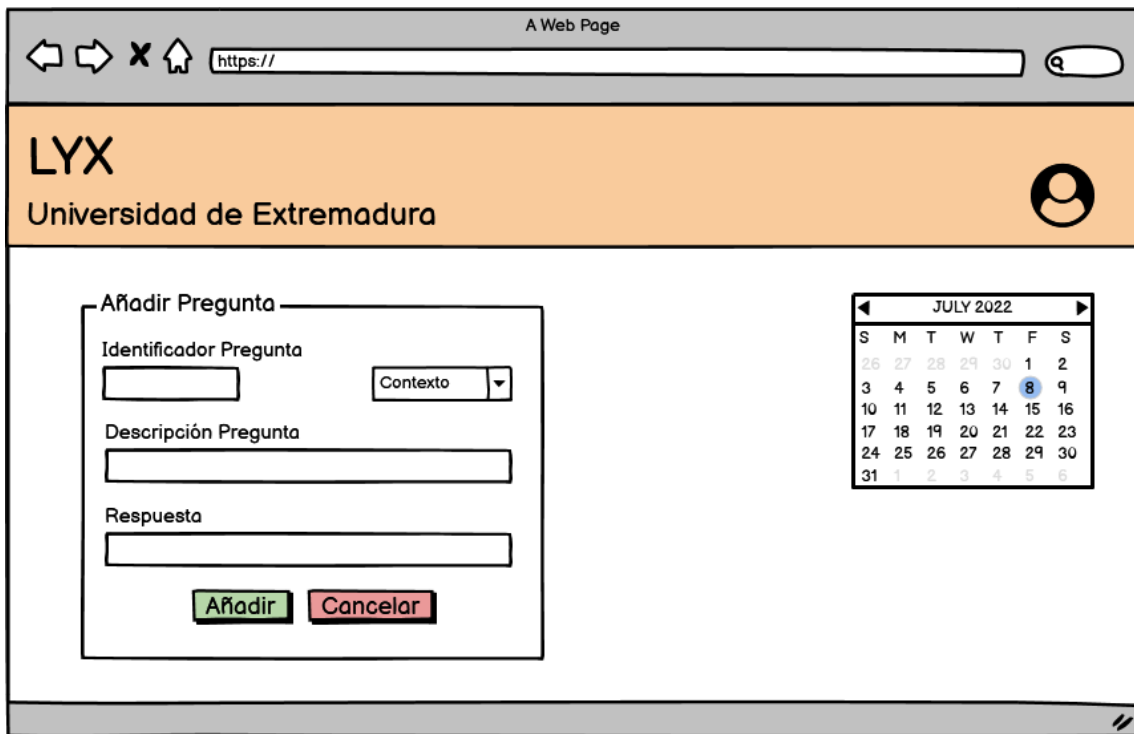 A Web Page
https://
LYX
Universidad de Extremadura
Añadir Pregunta
Identificador Pregunta
Contexto
Descripción Pregunta
Respuesta
Añadir Cancelar
JULY 2022
S M T W T F S
26 27 28 29 30 1 2
3 4 5 6 7 8 9
10 11 12 13 14 15 16
17 18 19 20 21 22 23
24 25 26 27 28 29 30
31 1 2 3 4 5 6